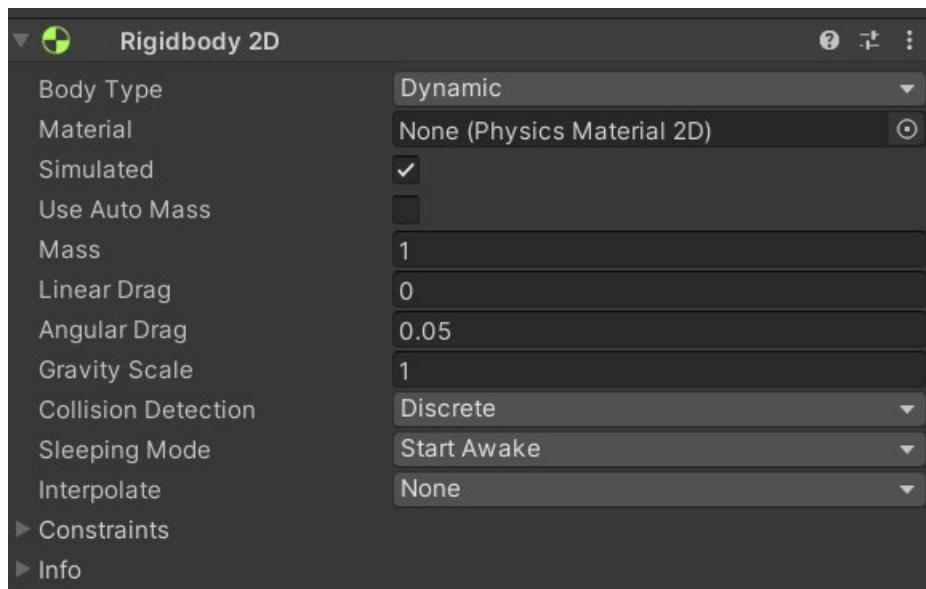 Rigidbody 2D
Body Type Dynamic
Material None (Physics Material 2D)
Simulated
Use Auto Mass
Mass 1
Linear Drag 0
Angular Drag 0.05
Gravity Scale 1
Collision Detection Discrete
Sleeping Mode Start Awake
Interpolate None
Constraints
Info